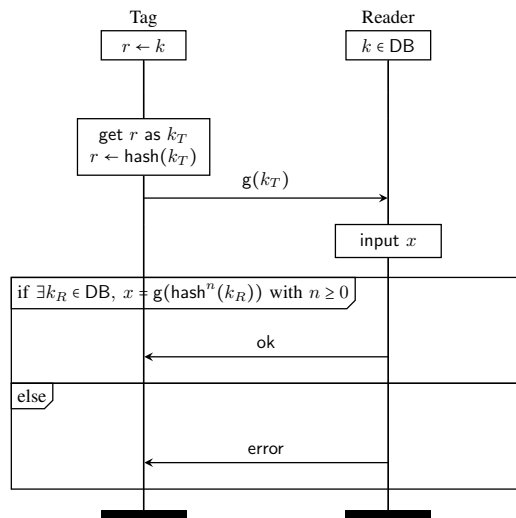 Tag
Reader
r ← k
k ∈ DB
get r as k_T
r ← hash(k_T)
g(k_T)
input x
if ∃k_R ∈ DB, x = g(hash^n(k_R)) with n ≥ 0
ok
else
error